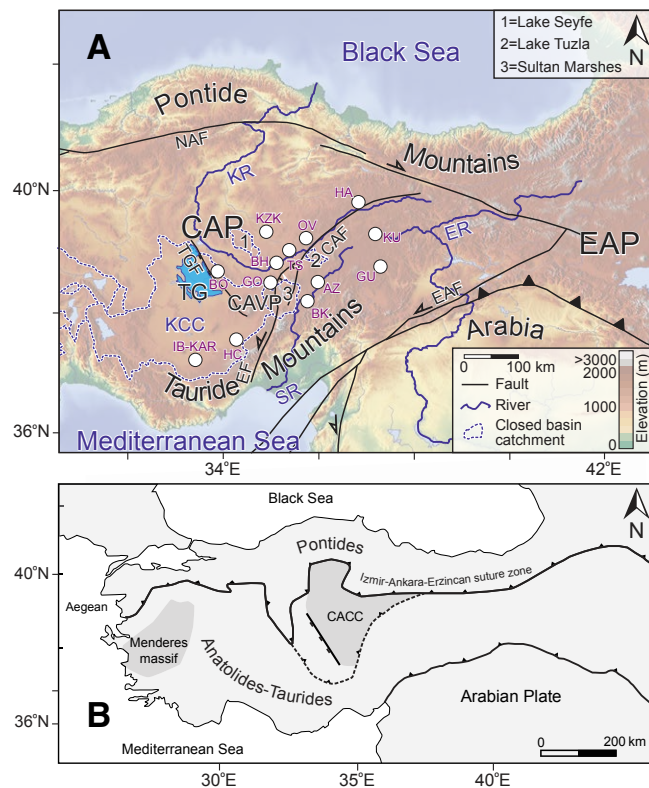 A
Black Sea
1=Lake Seyfe
2=Lake Tuzla
3=Sultan Marshes
N
Pontide
NAF
Mountains
40°N
KR
HA
CAP
KZK
OV
1
CAF
KU
ER
EAP
TGF
BH
TS
2
TG
BO
GO
CAVP
3
AZ
GU
BK
EAF
KCC
Arabia
IB-KAR
HC
EF
Mountains
Tauride
SR
36°N
Mediterranean Sea
0
100 km
Fault
River
Closed basin
catchment
>3000
2000
1000
0
Elevation (m)
34°E
42°E
Black Sea
N
Pontides
40°N
Izmir-Ankara-Erzincan suture zone
Aegean
CACC
Menderes
massif
Anatolides-Taurides
B
Arabian Plate
36°N
Mediterranean Sea
0
200 km
30°E
35°E
40°E